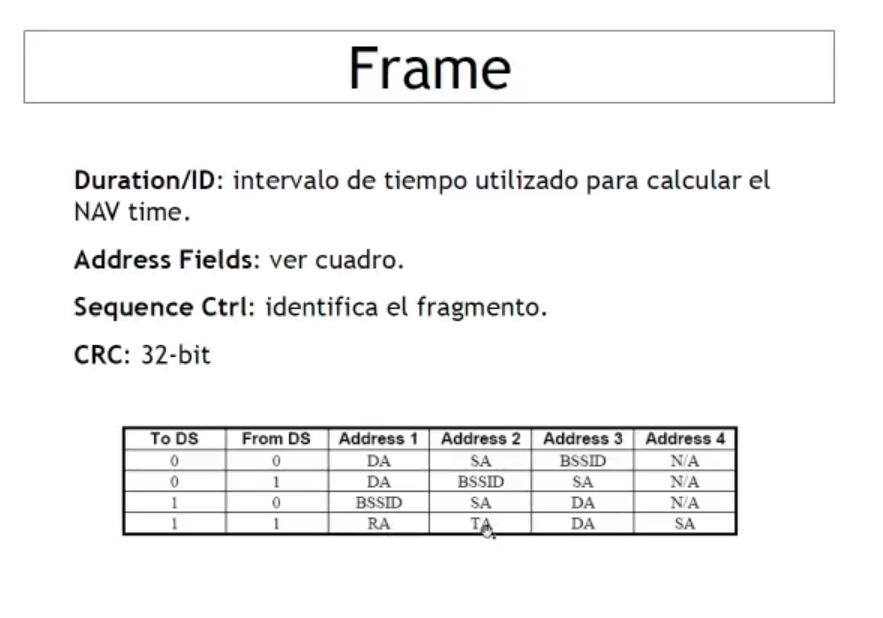 Frame
Duration/ID: intervalo de tiempo utilizado para calcular el
NAV time.
Address Fields: ver cuadro.
Sequence Ctrl: identifica el fragmento.
CRC: 32-bit
To DS From DS Address 1 Address 2 Address 3 Address 4
0 0 DA SA BSSID N/A
0 1 DA BSSID SA N/A
1 0 BSSID SA DA N/A
1 1 RA TA DA SA